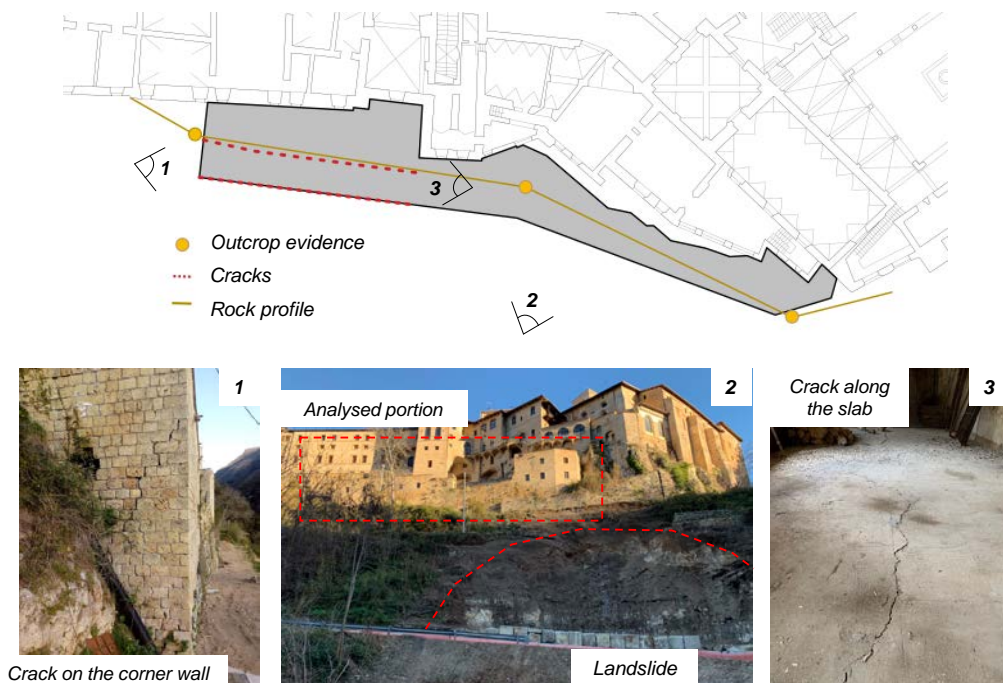 1
3
2
Outcrop evidence
Cracks
Rock profile
1
Crack on the corner wall
2
Analysed portion
Landslide
Crack along
the slab
3